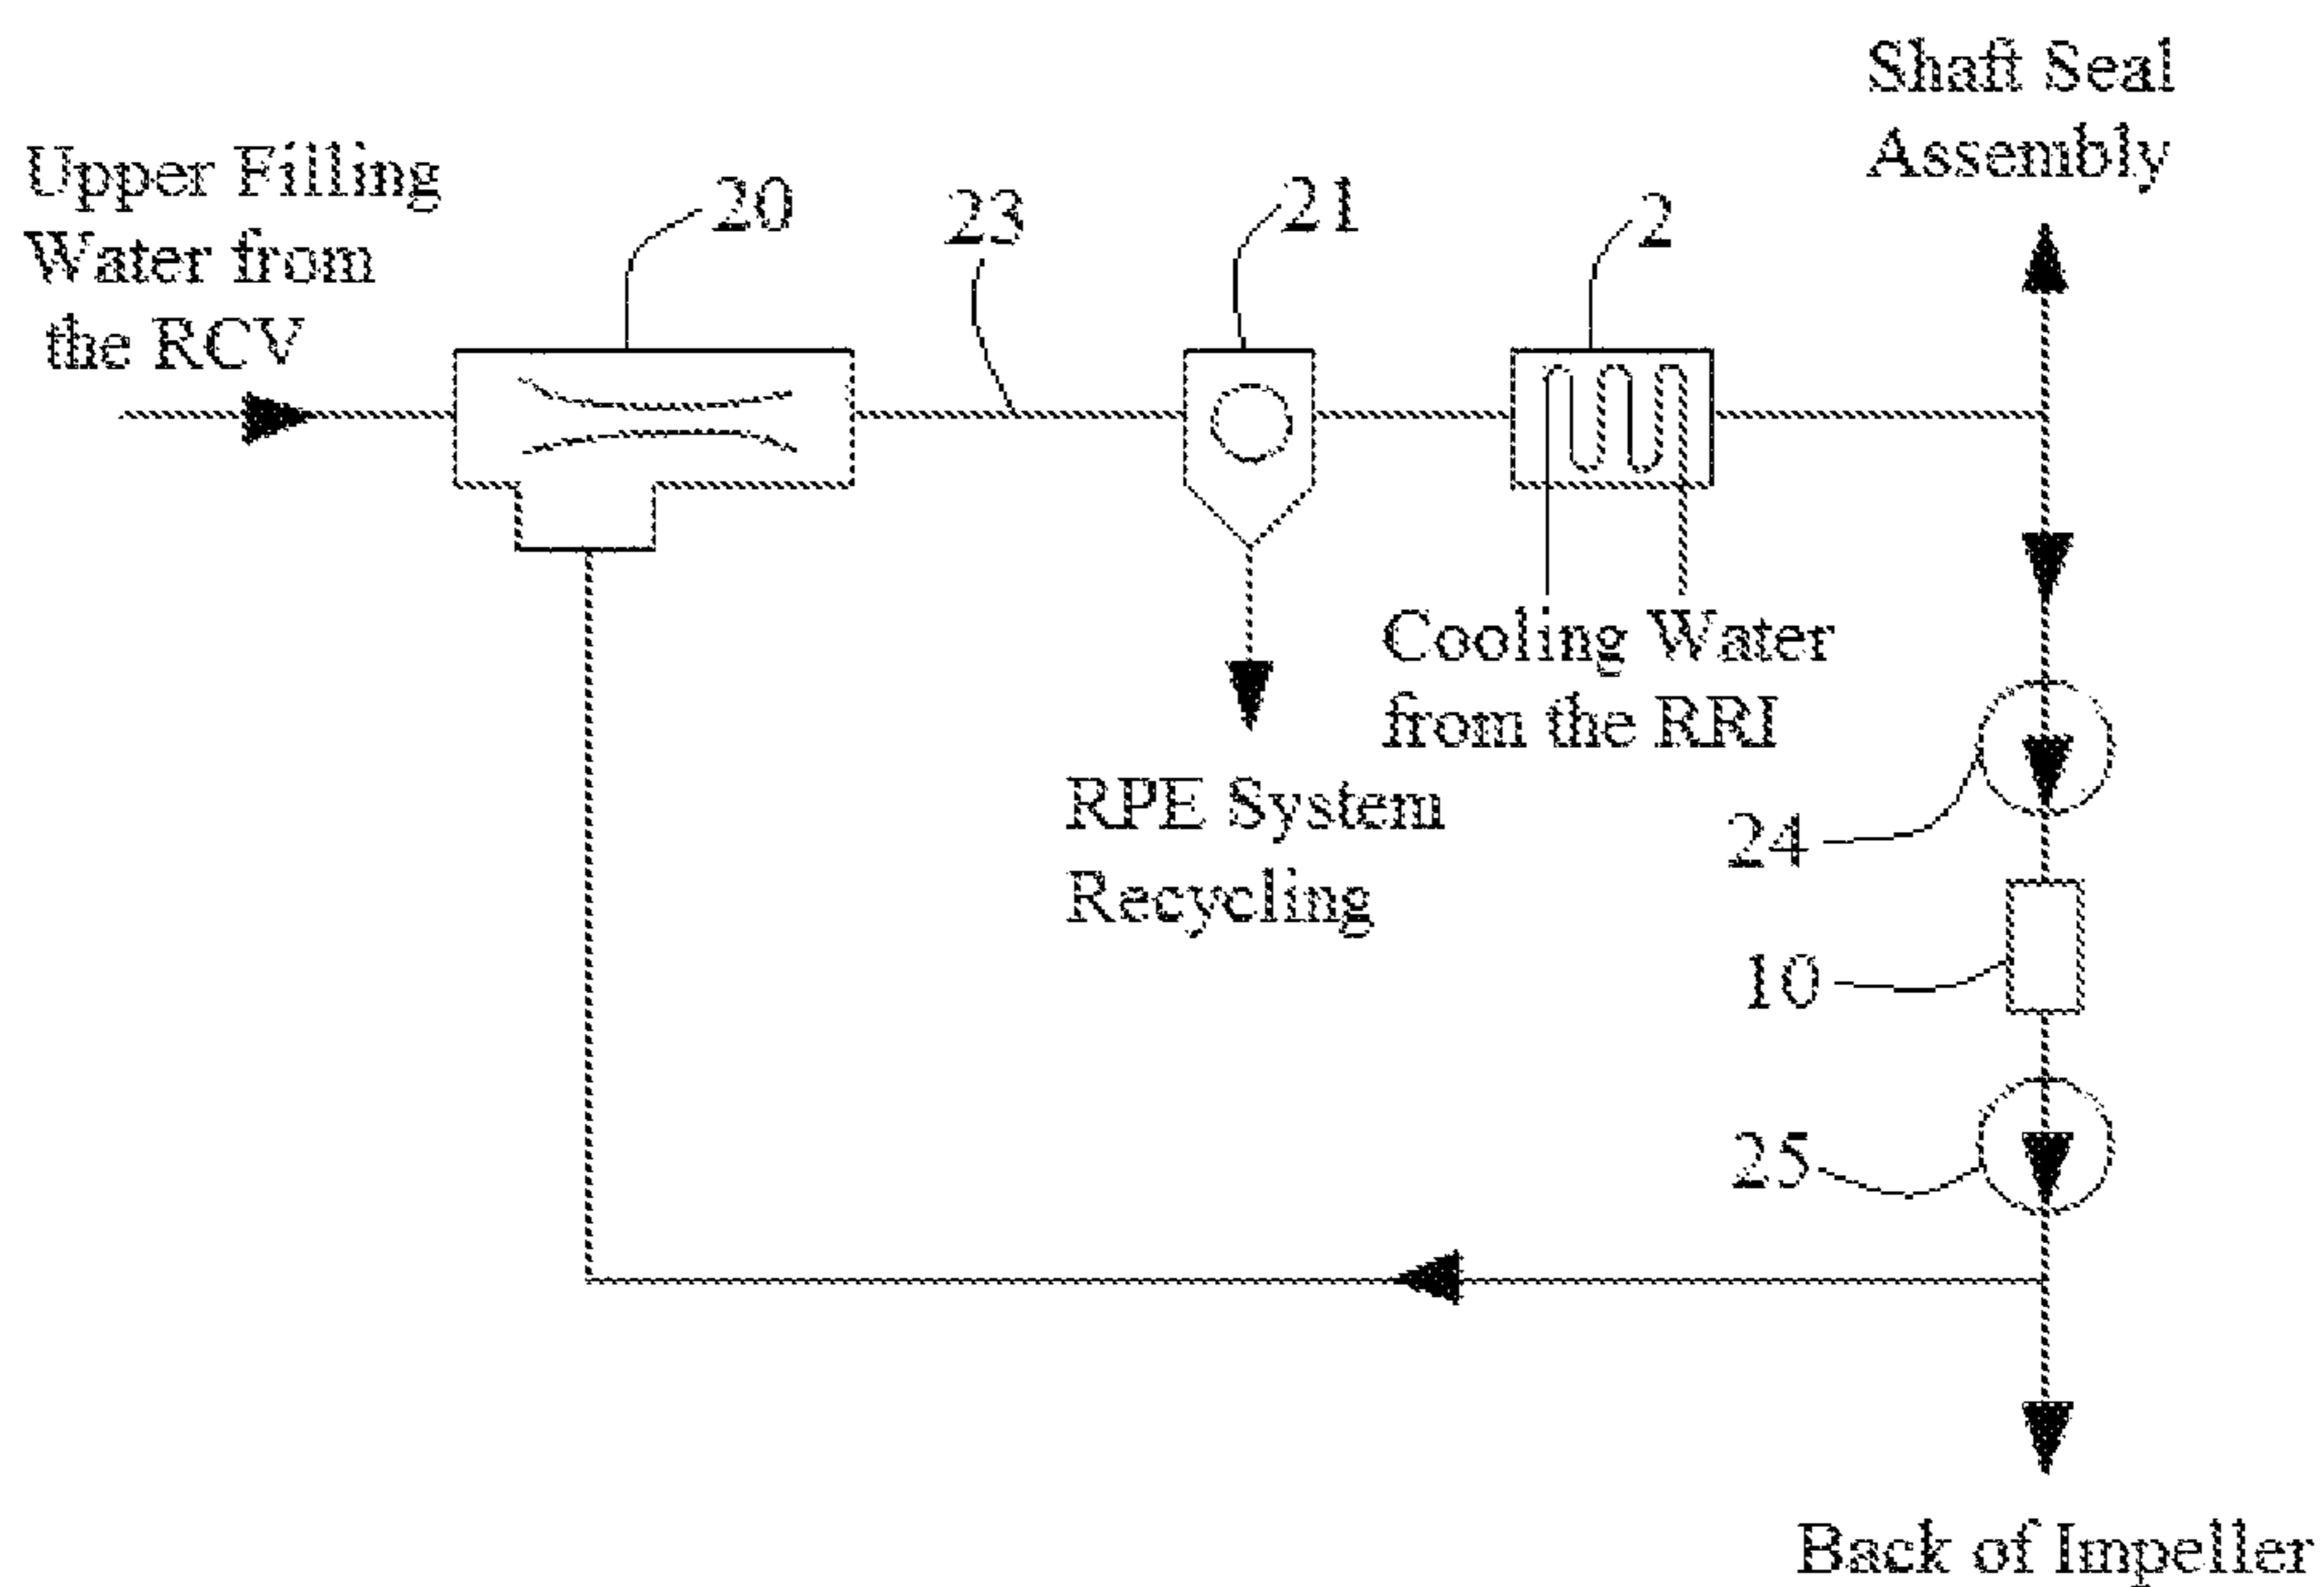 Shaft Seal
Assembly
Upper Filling
Water from
the RCV
20
23
21
2
Cooling Water
from the RRI
RPE System
Recycling
24
10
25
Back of Impeller